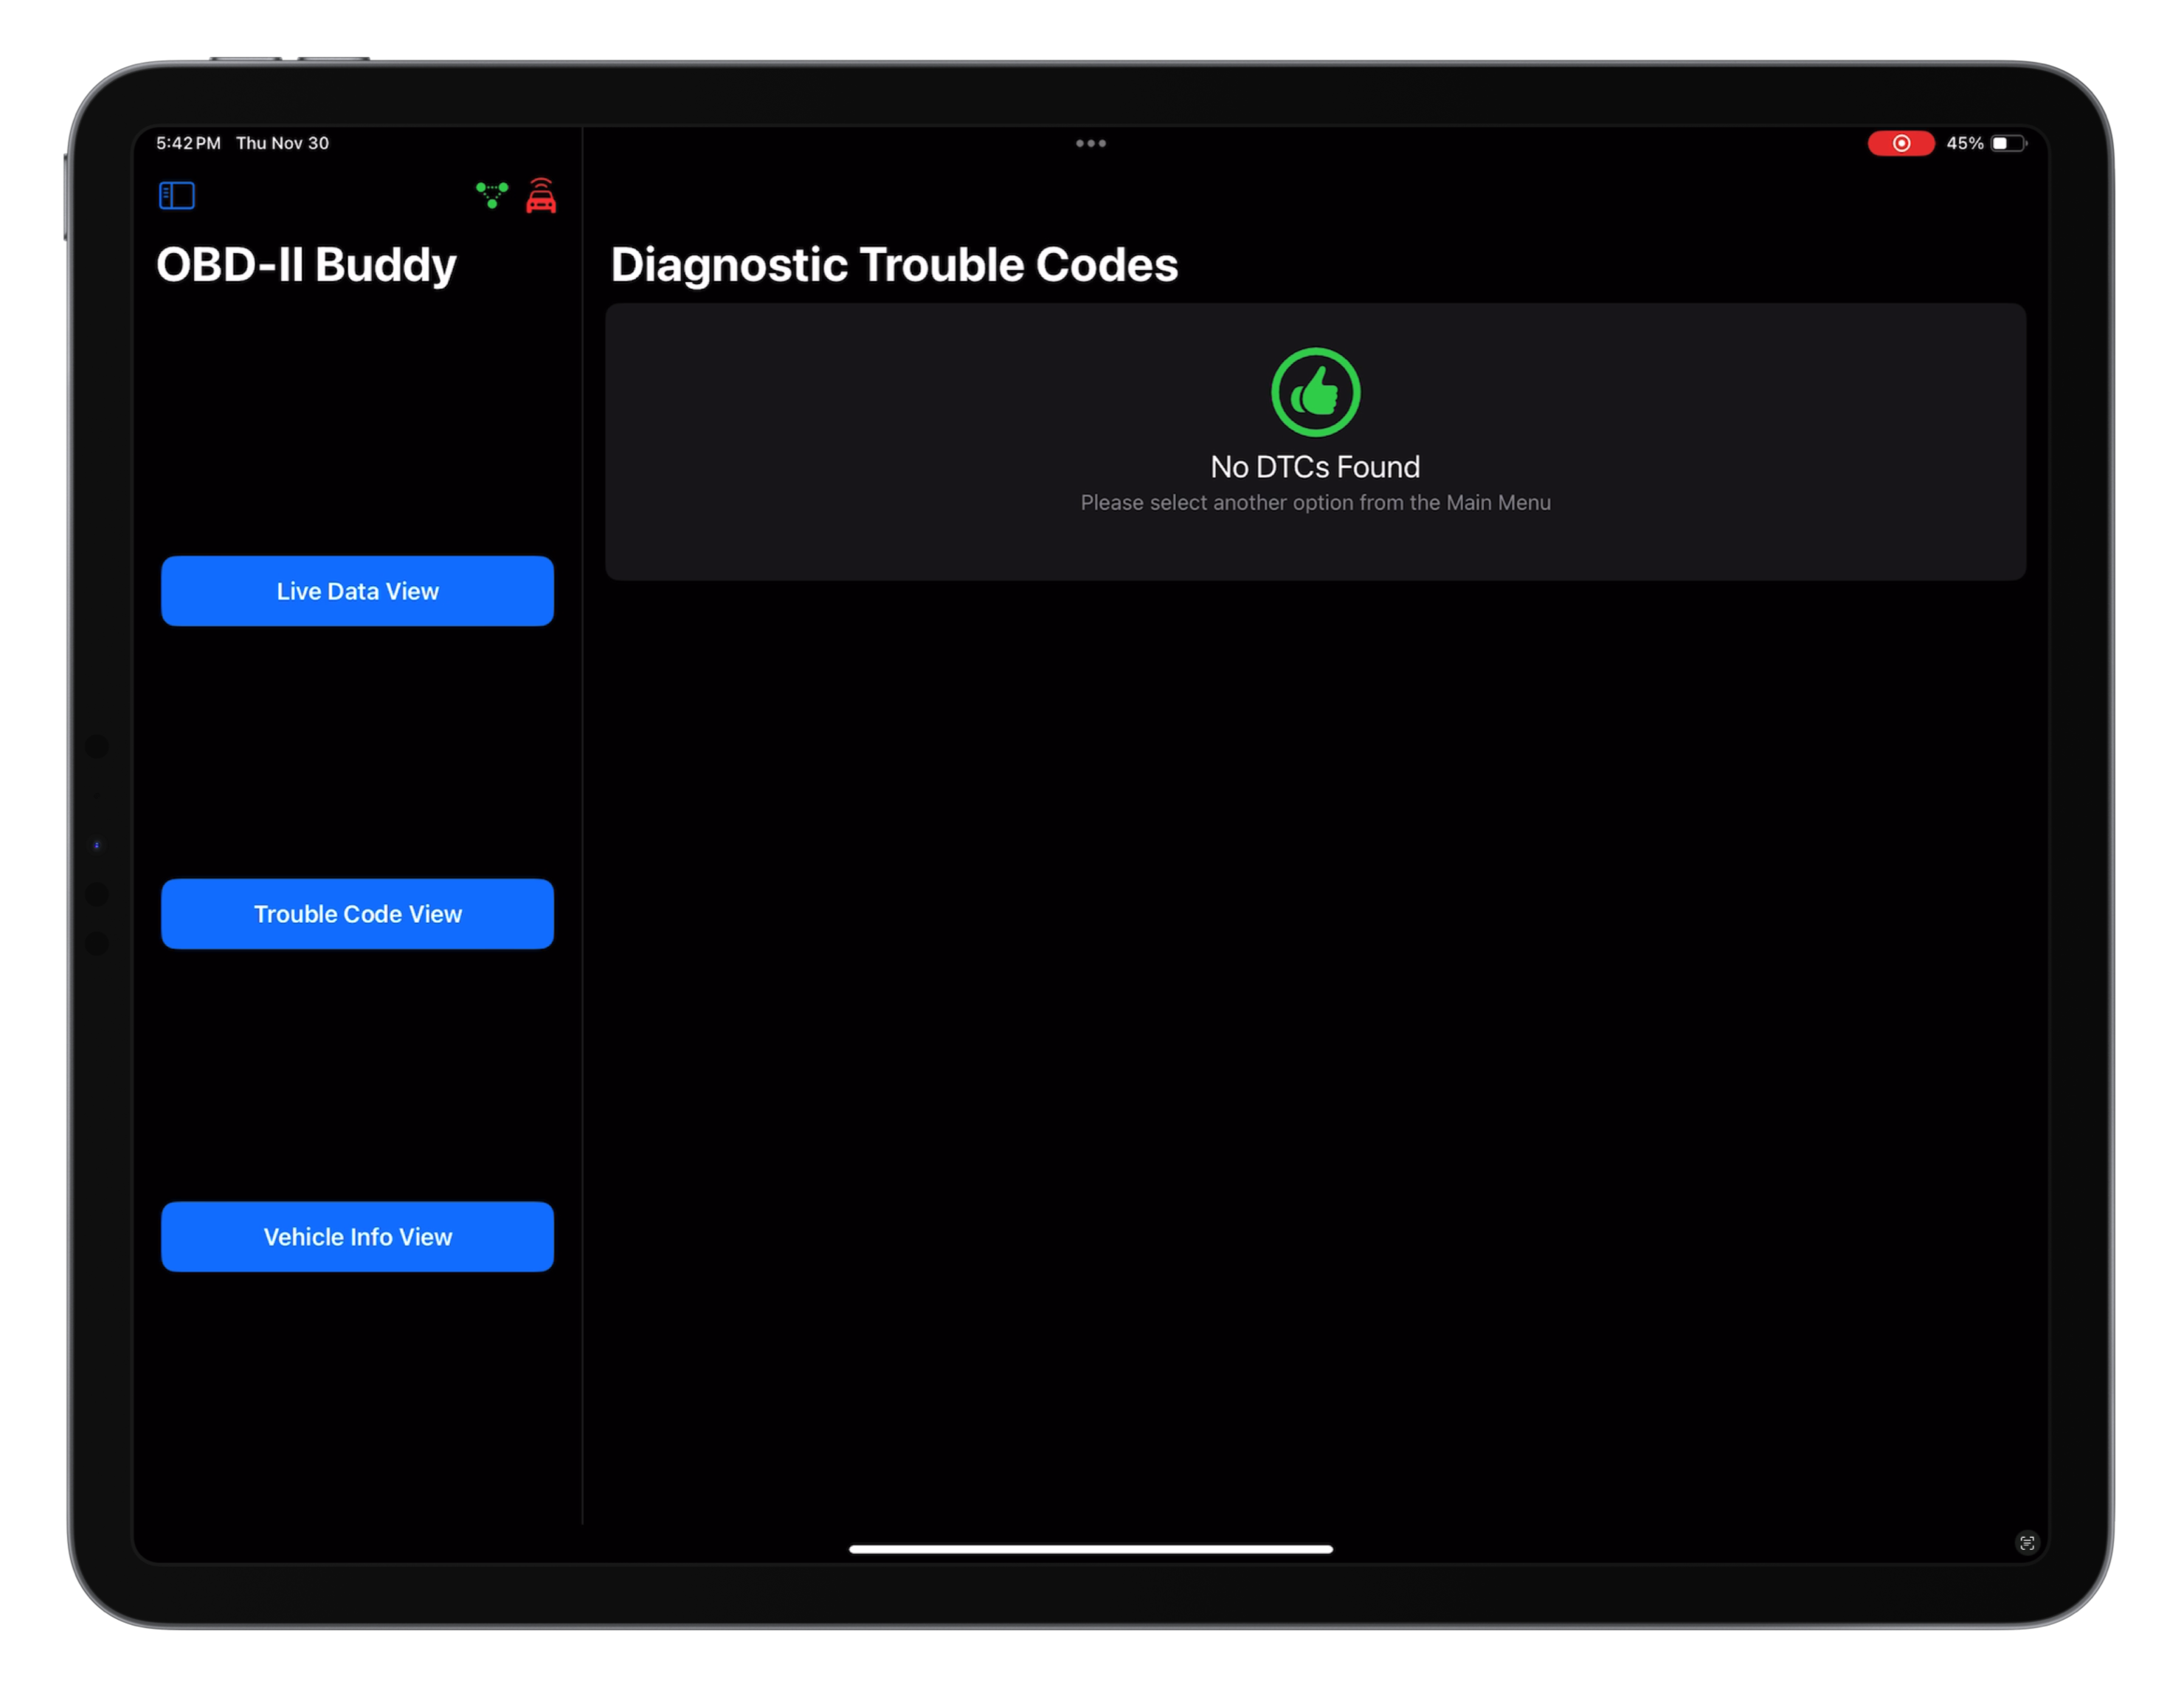 5:42 PM Thu Nov 30
45%
OBD-II Buddy
Live Data View
Trouble Code View
Vehicle Info View
Diagnostic Trouble Codes
No DTCs Found
Please select another option from the Main Menu